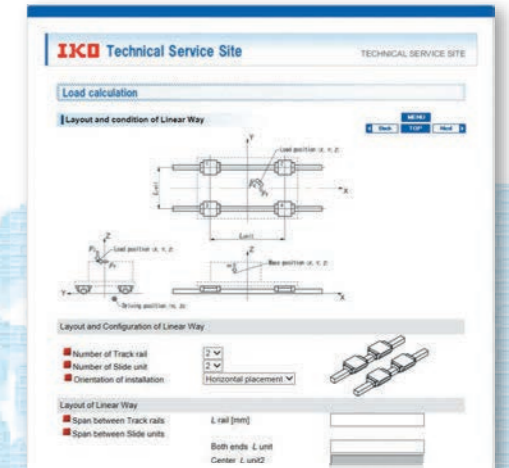 IKO Technical Service Site
TECHNICAL SERVICE SITE
Load calculation
Layout and condition of Linear Way
MENU
Back TOP Next
Y
Load position (X, Y, Z)
X
L unit
Z
Load position (X, Y, Z)
Z
Mass position (X, Y, Z)
Y
X
Driving position (Yd, Zd)
Layout and Configuration of Linear Way
Number of Track rail 2
Number of Slide unit 2
Orientation of installation Horizontal placement
Layout of Linear Way
Span between Track rails L rail [mm]
Span between Slide units
Both ends L unit
Center L unit2